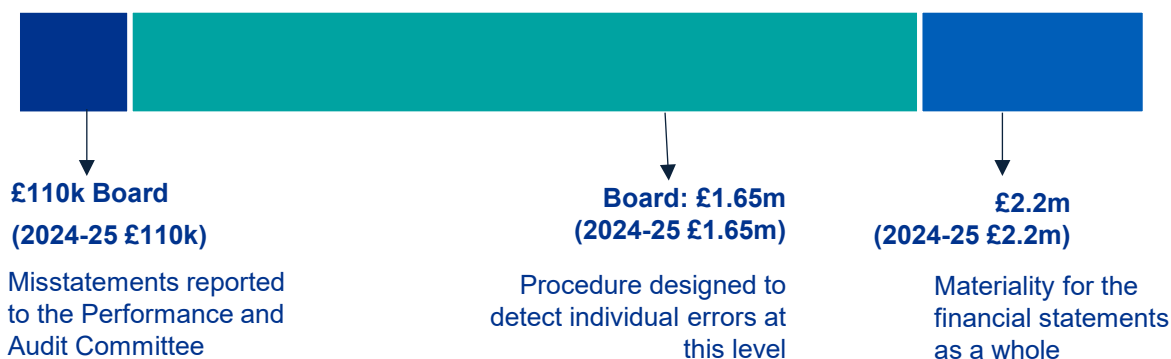 £110k Board
(2024-25 £110k)
Misstatements reported
to the Performance and
Audit Committee
Board: £1.65m
(2024-25 £1.65m)
Procedure designed to
detect individual errors at
this level
£2.2m
(2024-25 £2.2m)
Materiality for the
financial statements
as a whole